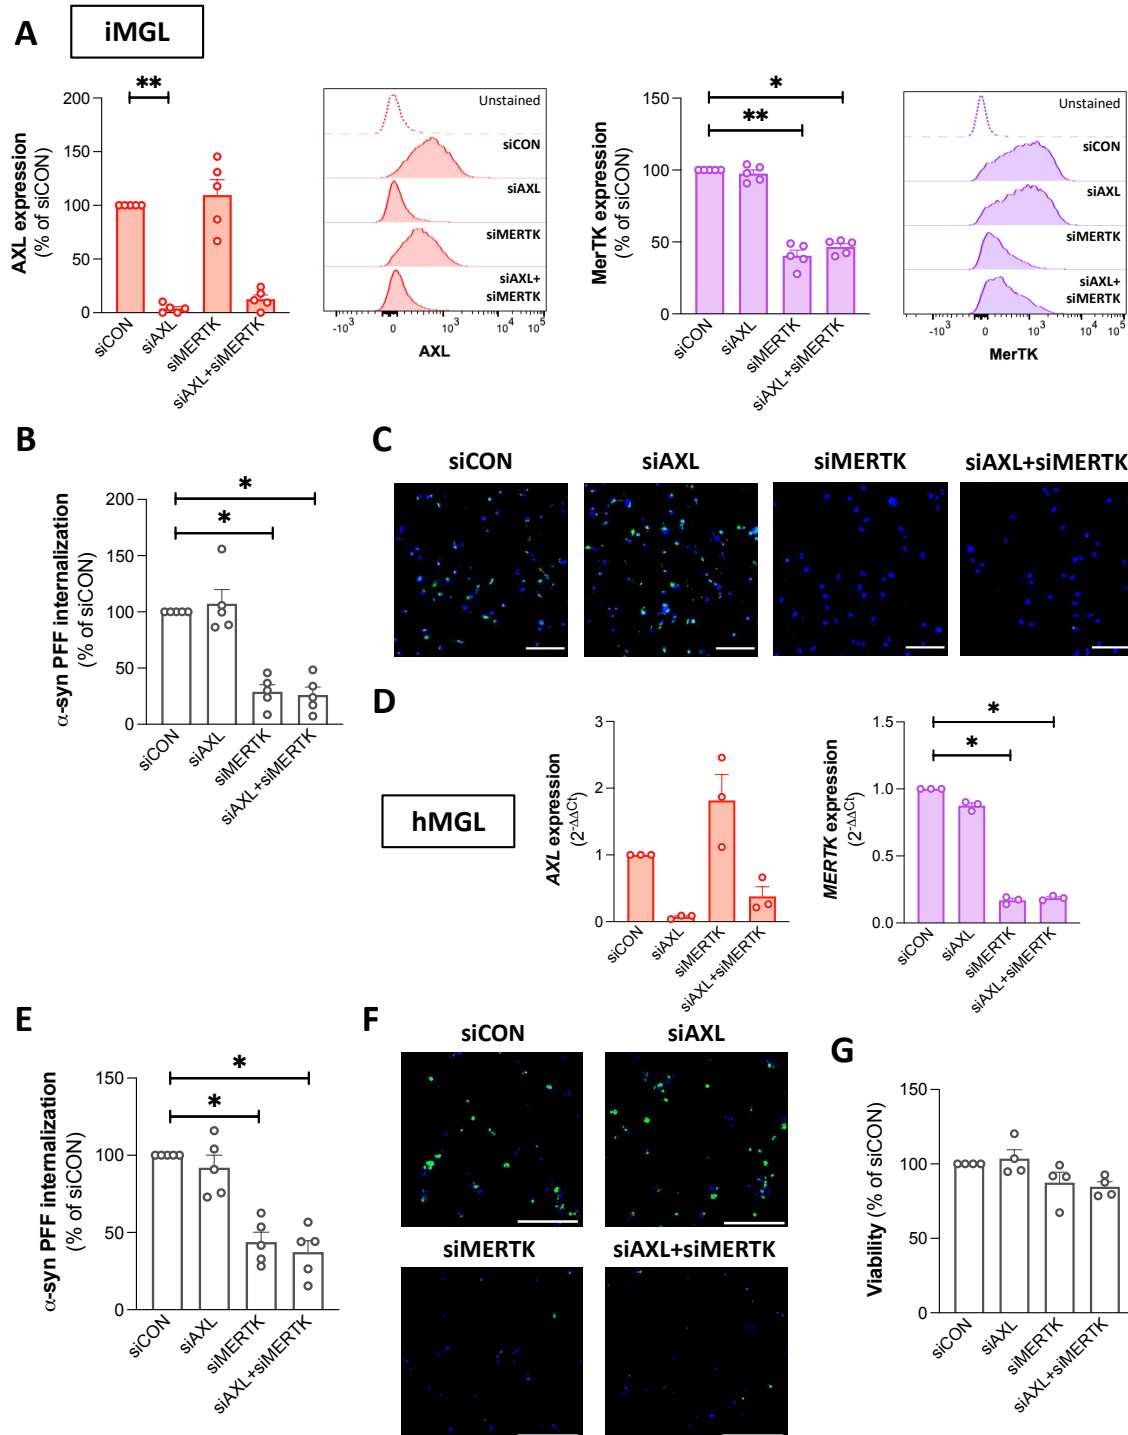 A
iMGL
AXL expression
(% of siCON)
200
150
100
50
0
**
siCON
siAXL
siMERTK
siAXL+siMERTK
Unstained
siCON
siAXL
siMERTK
siAXL+
siMERTK
-10³ 0 10³ 10⁴ 10⁵
AXL
MerTK expression
(% of siCON)
150
100
50
0
*
**
siCON
siAXL
siMERTK
siAXL+siMERTK
Unstained
siCON
siAXL
siMERTK
siAXL+
siMERTK
-10³ 0 10³ 10⁴ 10⁵
MerTK
B
α-syn PFF internalization
(% of siCON)
200
150
100
50
0
*
*
siCON
siAXL
siMERTK
siAXL+siMERTK
C
siCON
siAXL
siMERTK
siAXL+siMERTK
D
hMGL
AXL expression
(2^-ΔΔCt)
3
2
1
0
siCON
siAXL
siMERTK
siAXL+siMERTK
MERTK expression
(2^-ΔΔCt)
1.5
1.0
0.5
0.0
*
*
siCON
siAXL
siMERTK
siAXL+siMERTK
E
α-syn PFF internalization
(% of siCON)
150
100
50
0
*
*
siCON
siAXL
siMERTK
siAXL+siMERTK
F
siCON
siAXL
siMERTK
siAXL+siMERTK
G
Viability (% of siCON)
150
100
50
0
siCON
siAXL
siMERTK
siAXL+siMERTK